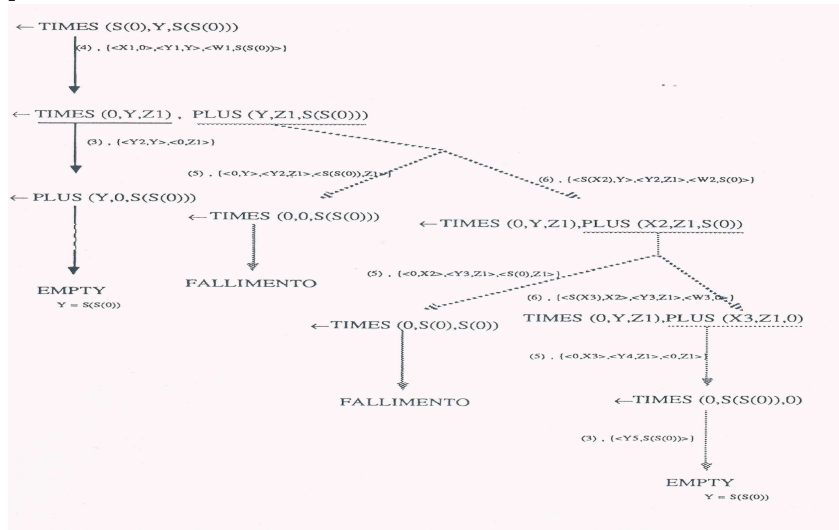 ← TIMES (S(0),Y,S(S(0)))
(4) , {<X1,0>,<Y1,Y>,<W1,S(S(0))>}
← TIMES (0,Y,Z1) , PLUS (Y,Z1,S(S(0)))
(3) , {<Y2,Y>,<0,Z1>}
(5) , {<0,Y>,<Y2,Z1>,<S(S(0)),Z1>}
(6) , {<S(X2),Y>,<Y2,Z1>,<W2,S(0)>}
← PLUS (Y,0,S(S(0)))
← TIMES (0,0,S(S(0)))
← TIMES (0,Y,Z1),PLUS (X2,Z1,S(0))
EMPTY
Y = S(S(0))
FALLIMENTO
(5) , {<0,X2>,<Y3,Z1>,<S(0),Z1>}
(6) , {<S(X3),X2>,<Y3,Z1>,<W3,0>}
←TIMES (0,S(0),S(0))
TIMES (0,Y,Z1),PLUS (X3,Z1,0)
(5) , {<0,X3>,<Y4,Z1>,<0,Z1>}
FALLIMENTO
←TIMES (0,S(S(0)),0)
(3) , {<Y5,S(S(0))>}
EMPTY
Y = S(S(0))